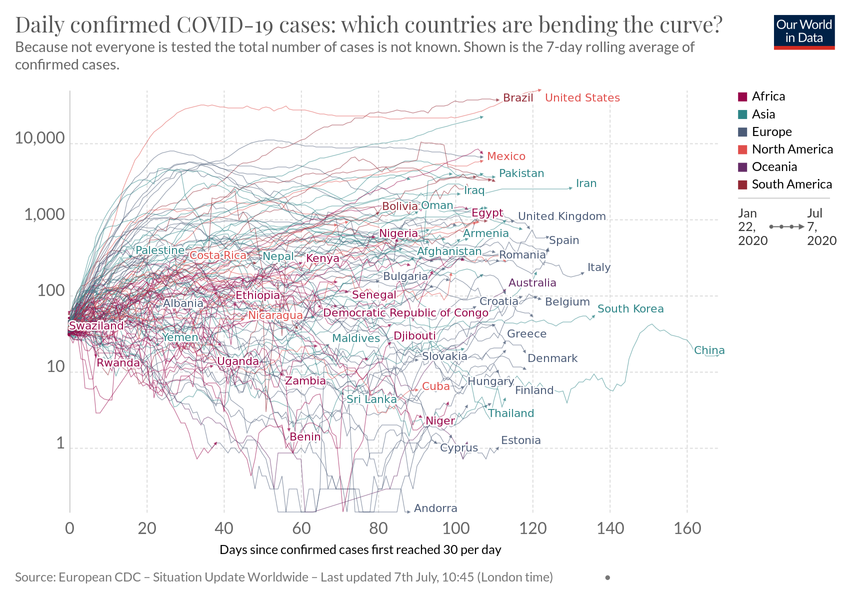 Daily confirmed COVID-19 cases: which countries are bending the curve?
Because not everyone is tested the total number of cases is not known. Shown is the 7-day rolling average of
confirmed cases.
Our World
in Data
Brazil
United States
Mexico
Pakistan
Iraq
Iran
Bolivia
Oman
Egypt
United Kingdom
Nigeria
Armenia
Spain
Palestine
Costa Rica
Nepal
Kenya
Afghanistan
Romania
Italy
Bulgaria
Australia
Albania
Ethiopia
Senegal
Croatia
Belgium
Nicaragua
Democratic Republic of Congo
South Korea
Swaziland
Yemen
Maldives
Djibouti
Greece
China
Rwanda
Uganda
Slovakia
Denmark
Zambia
Cuba
Hungary
Finland
Sri Lanka
Niger
Thailand
Benin
Cyprus
Estonia
Andorra
10,000
1,000
100
10
1
0
20
40
60
80
100
120
140
160
Days since confirmed cases first reached 30 per day
Africa
Asia
Europe
North America
Oceania
South America
Jan
22,
2020
Jul
7,
2020
Source: European CDC – Situation Update Worldwide – Last updated 7th July, 10:45 (London time)